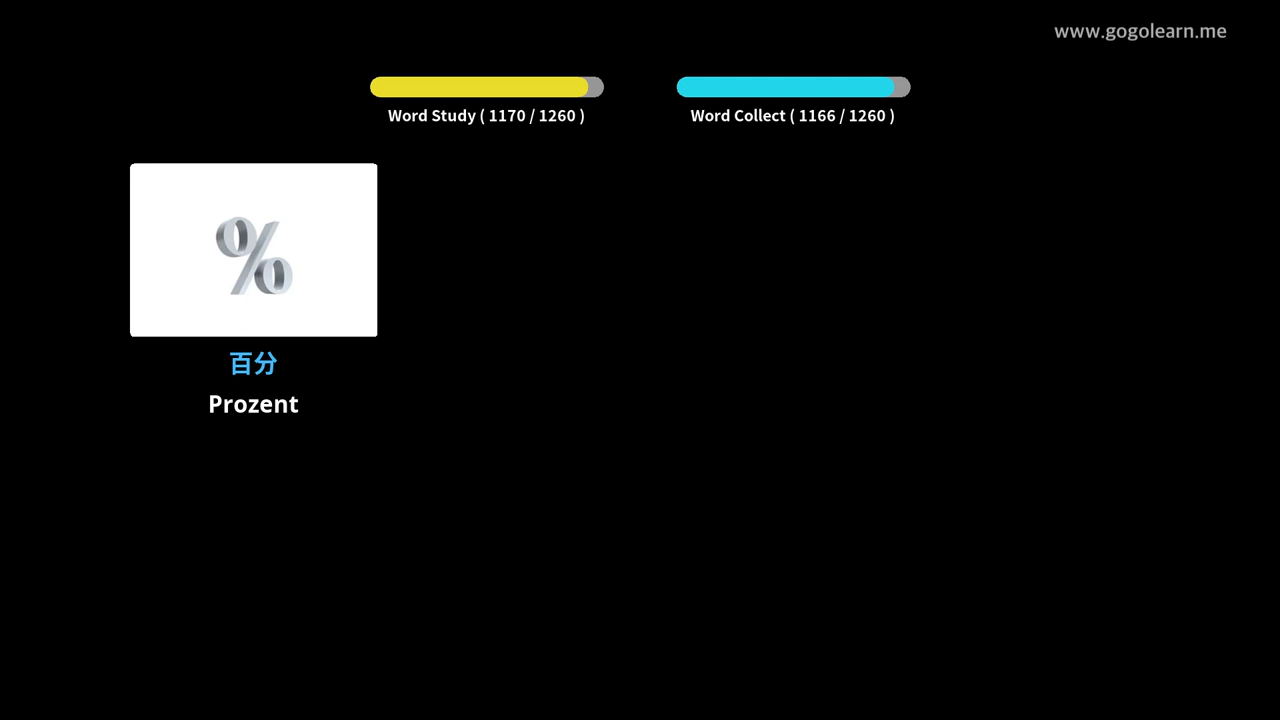 www.gogolearn.me
Word Study ( 1170 / 1260 )
Word Collect ( 1166 / 1260 )
%
百分
Prozent